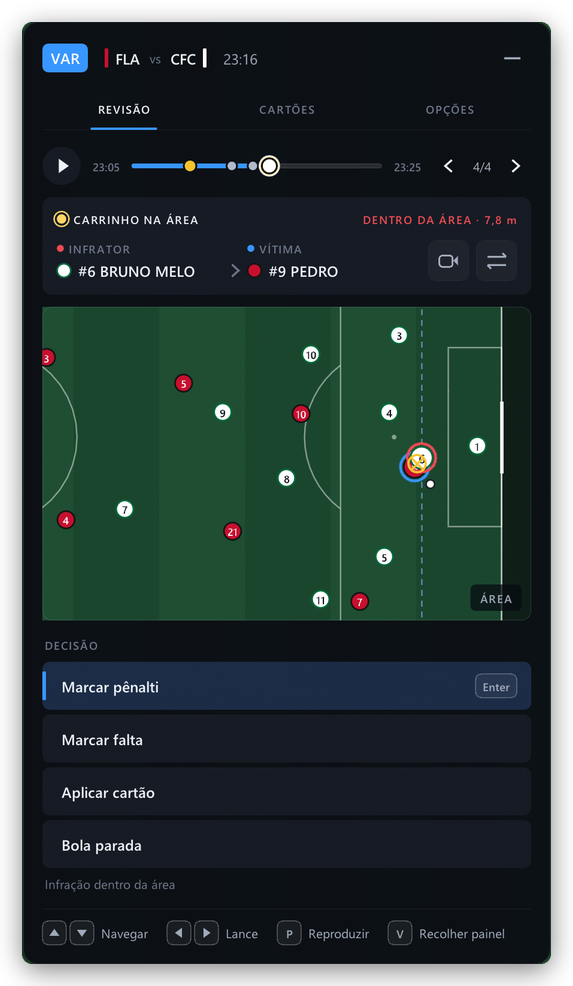 VAR FLA vs CFC 23:16
REVISÃO CARTÕES OPÇÕES
23:05 23:25 4/4
CARRINHO NA ÁREA DENTRO DA ÁREA · 7,8 m
INFRATOR VÍTIMA
#6 BRUNO MELO #9 PEDRO
3
10
3
5
9
10
4
1
8
7
4
21
5
11
7
ÁREA
DECISÃO
Marcar pênalti Enter
Marcar falta
Aplicar cartão
Bola parada
Infração dentro da área
Navegar Lance P Reproduzir V Recolher painel